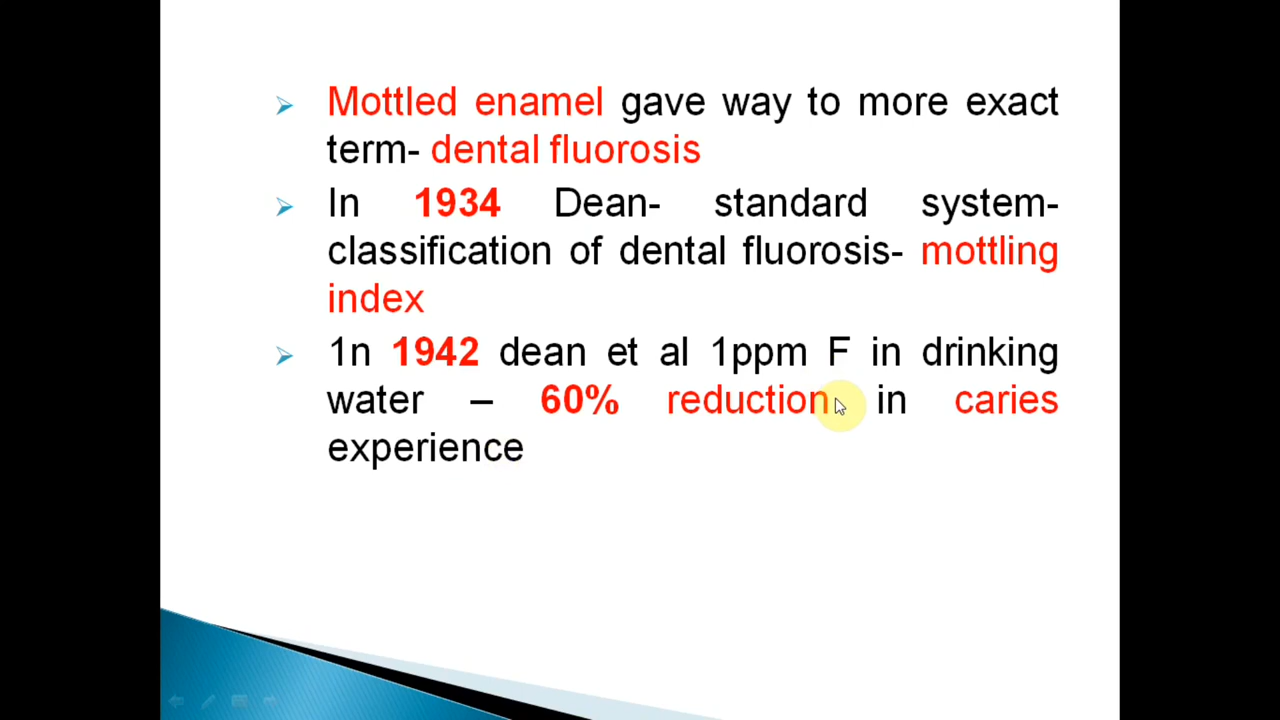 Mottled enamel gave way to more exact
term- dental fluorosis
In 1934 Dean- standard system-
classification of dental fluorosis- mottling
index
1n 1942 dean et al 1ppm F in drinking
water – 60% reduction in caries
experience